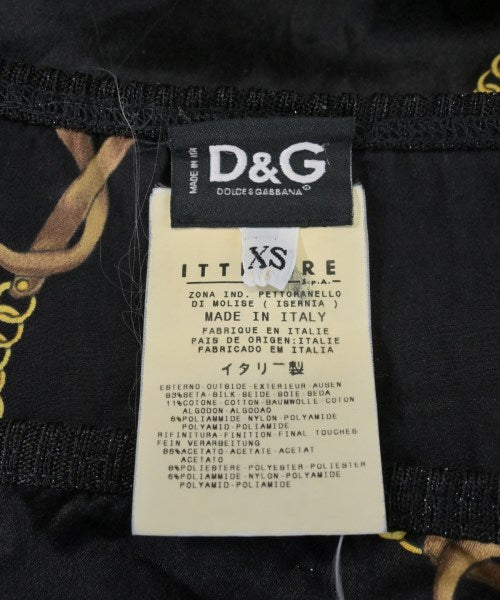 MADE IN
D&G
DOLCE&GABBANA
XS
S.p.A.
ZONA IND. PETTORANELLO
DI MOLISE ( ISERNIA )
MADE IN ITALY
FABRIQUE EN ITALIE
PAIS DE ORIGEN:ITALIE
FABRICADO EM ITALIA
イタリー製
ESTERNO-OUTSIDE-EXTERIEUR-AUSEN
83%SETA-SILK-SEIDE-SOIE-SEDA
11%COTONE-COTTON-BAUMWOLLE-COTON
ALGODON-ALGODAO
6%POLIAMMIDE-NYLON-POLYAMIDE
POLYAMID-POLIAMIDE
RIFINITURA-FINITION-FINAL TOUCHES
FEIN VERARBEITUNG
86%ACETATO-ACETATE-ACETAT
ACETATO
8%POLIESTERE-POLYESTER-POLIESTER
6%POLIAMMIDE-NYLON-POLYAMIDE
POLYAMID-POLIAMIDE